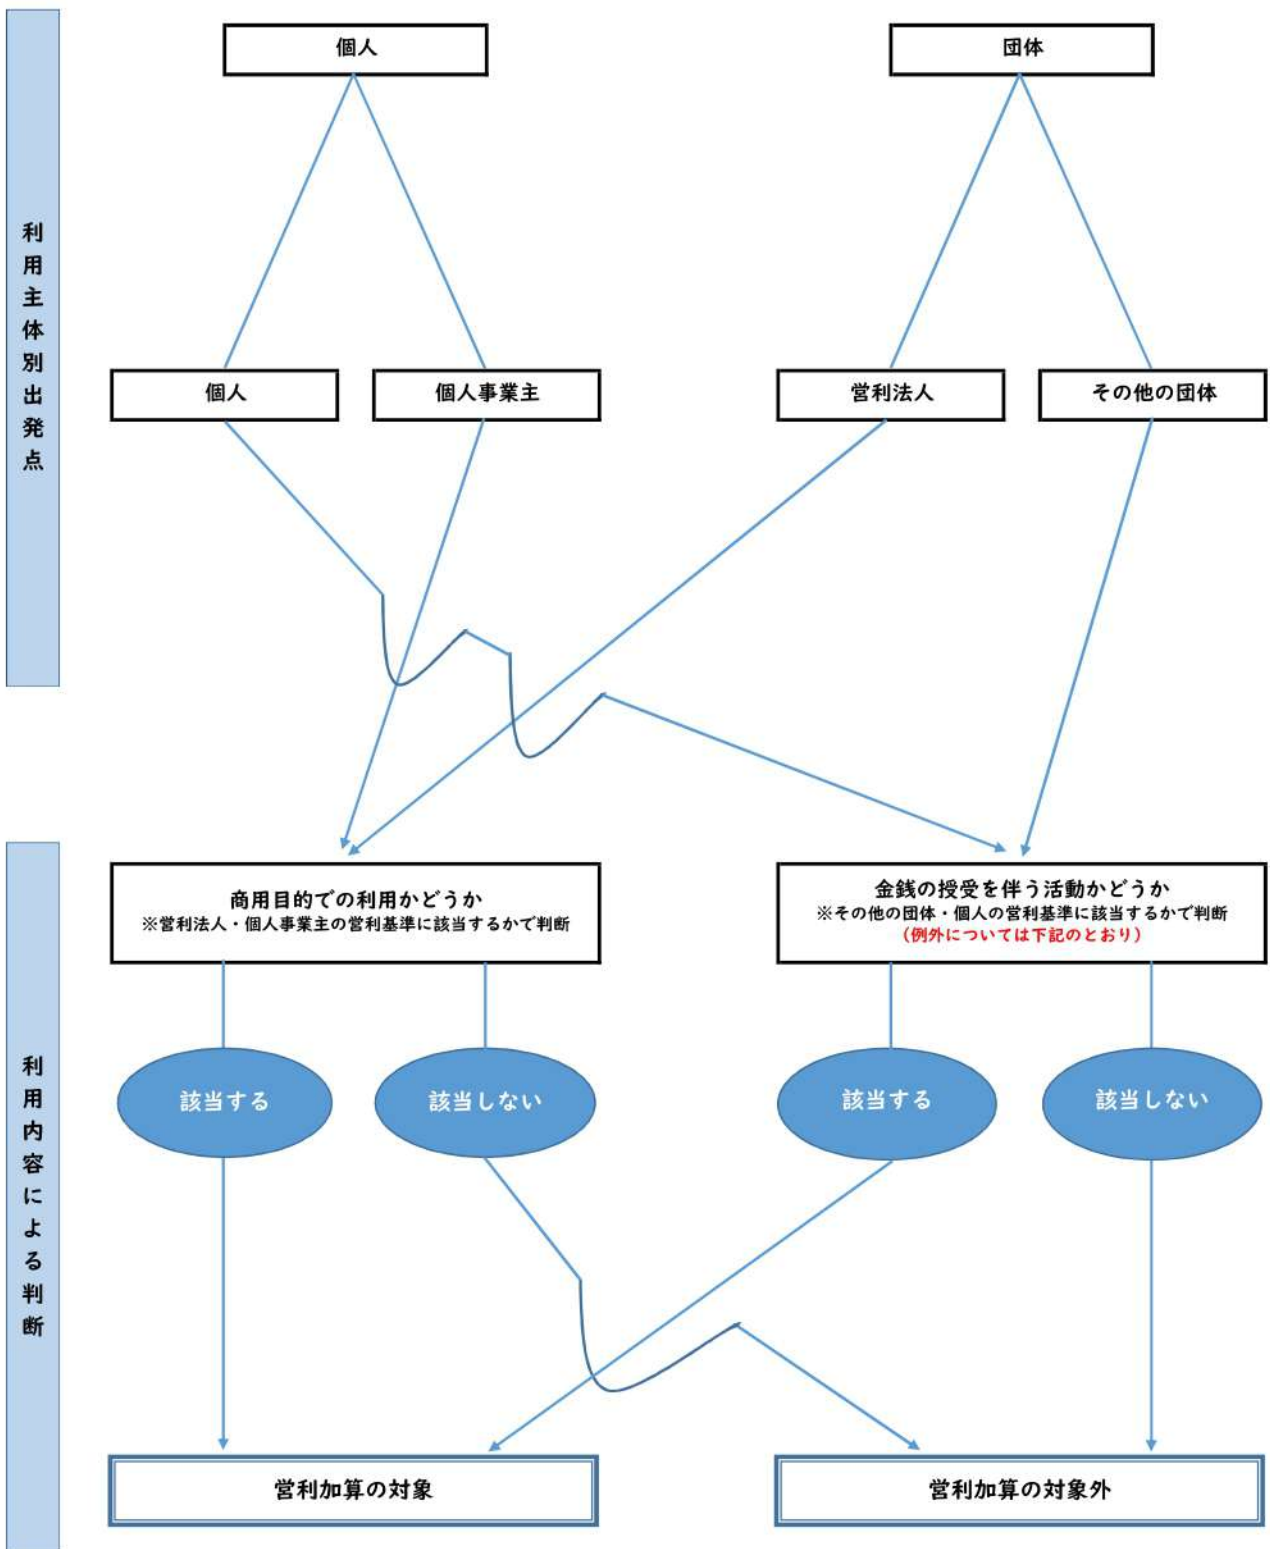 利用主体別出発点
個人
団体
個人
個人事業主
営利法人
その他の団体
利用内容による判断
商用目的での利用かどうか
※営利法人・個人事業主の営利基準に該当するかで判断
金銭の授受を伴う活動かどうか
※その他の団体・個人の営利基準に該当するかで判断
（例外については下記のとおり）
該当する
該当しない
該当する
該当しない
営利加算の対象
営利加算の対象外